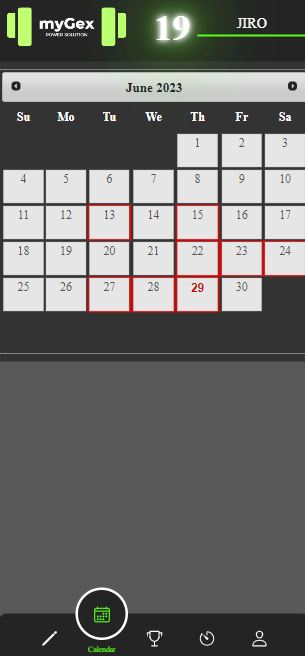 myGex
POWER SOLUTION
19
JIRO
June 2023
Su Mo Tu We Th Fr Sa
1 2 3
4 5 6 7 8 9 10
11 12 13 14 15 16 17
18 19 20 21 22 23 24
25 26 27 28 29 30
Calendar